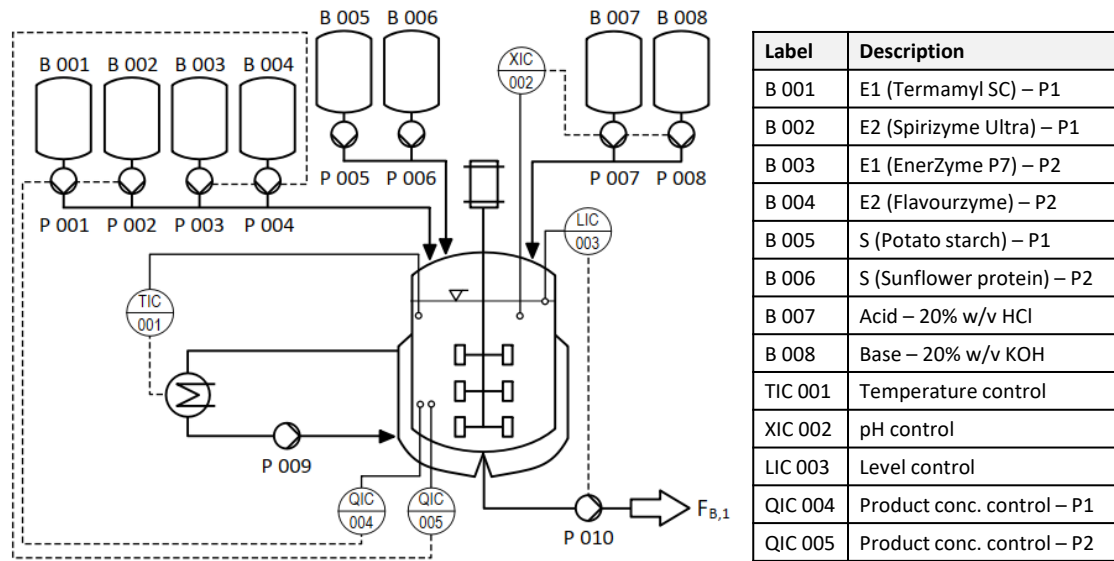 B 005 B 006
B 007 B 008
B 001 B 002 B 003 B 004
XIC
002
P 005 P 006
P 007 P 008
P 001 P 002 P 003 P 004
LIC
003
TIC
001
P 009
QIC
004
QIC
005
P 010
F_B,1
Label Description
B 001 E1 (Termamyl SC) – P1
B 002 E2 (Spirizyme Ultra) – P1
B 003 E1 (EnerZyme P7) – P2
B 004 E2 (Flavourzyme) – P2
B 005 S (Potato starch) – P1
B 006 S (Sunflower protein) – P2
B 007 Acid – 20% w/v HCl
B 008 Base – 20% w/v KOH
TIC 001 Temperature control
XIC 002 pH control
LIC 003 Level control
QIC 004 Product conc. control – P1
QIC 005 Product conc. control – P2